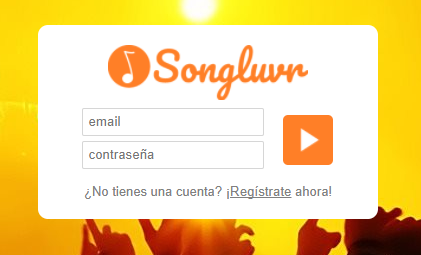 Songluvr
email
contraseña
¿No tienes una cuenta? ¡Regístrate ahora!